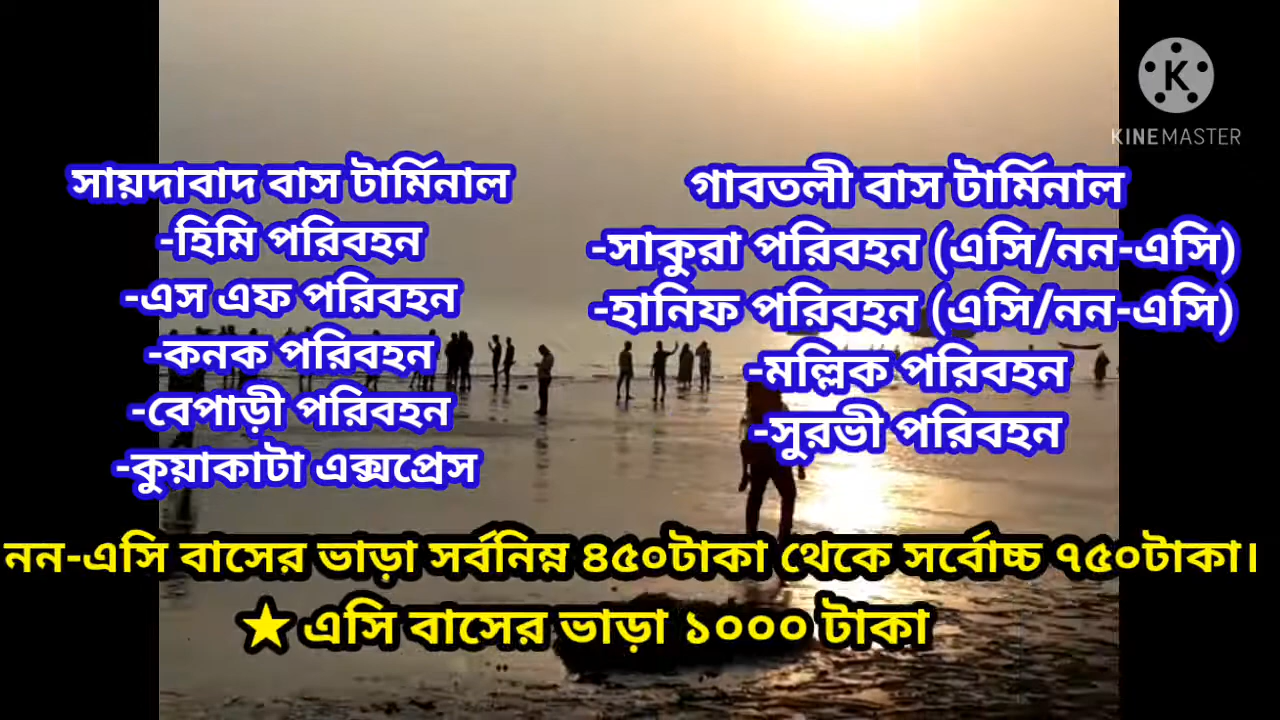 KINEMASTER
সায়দাবাদ বাস টার্মিনাল
-হিমি পরিবহন
-এস এফ পরিবহন
-কনক পরিবহন
-বেপাড়ী পরিবহন
-কুয়াকাটা এক্সপ্রেস
গাবতলী বাস টার্মিনাল
-সাকুরা পরিবহন (এসি/নন-এসি)
-হানিফ পরিবহন (এসি/নন-এসি)
-মল্লিক পরিবহন
-সুরভী পরিবহন
নন-এসি বাসের ভাড়া সর্বনিম্ন ৪৫০টাকা থেকে সর্বোচ্চ ৭৫০টাকা।
★ এসি বাসের ভাড়া ১০০০ টাকা